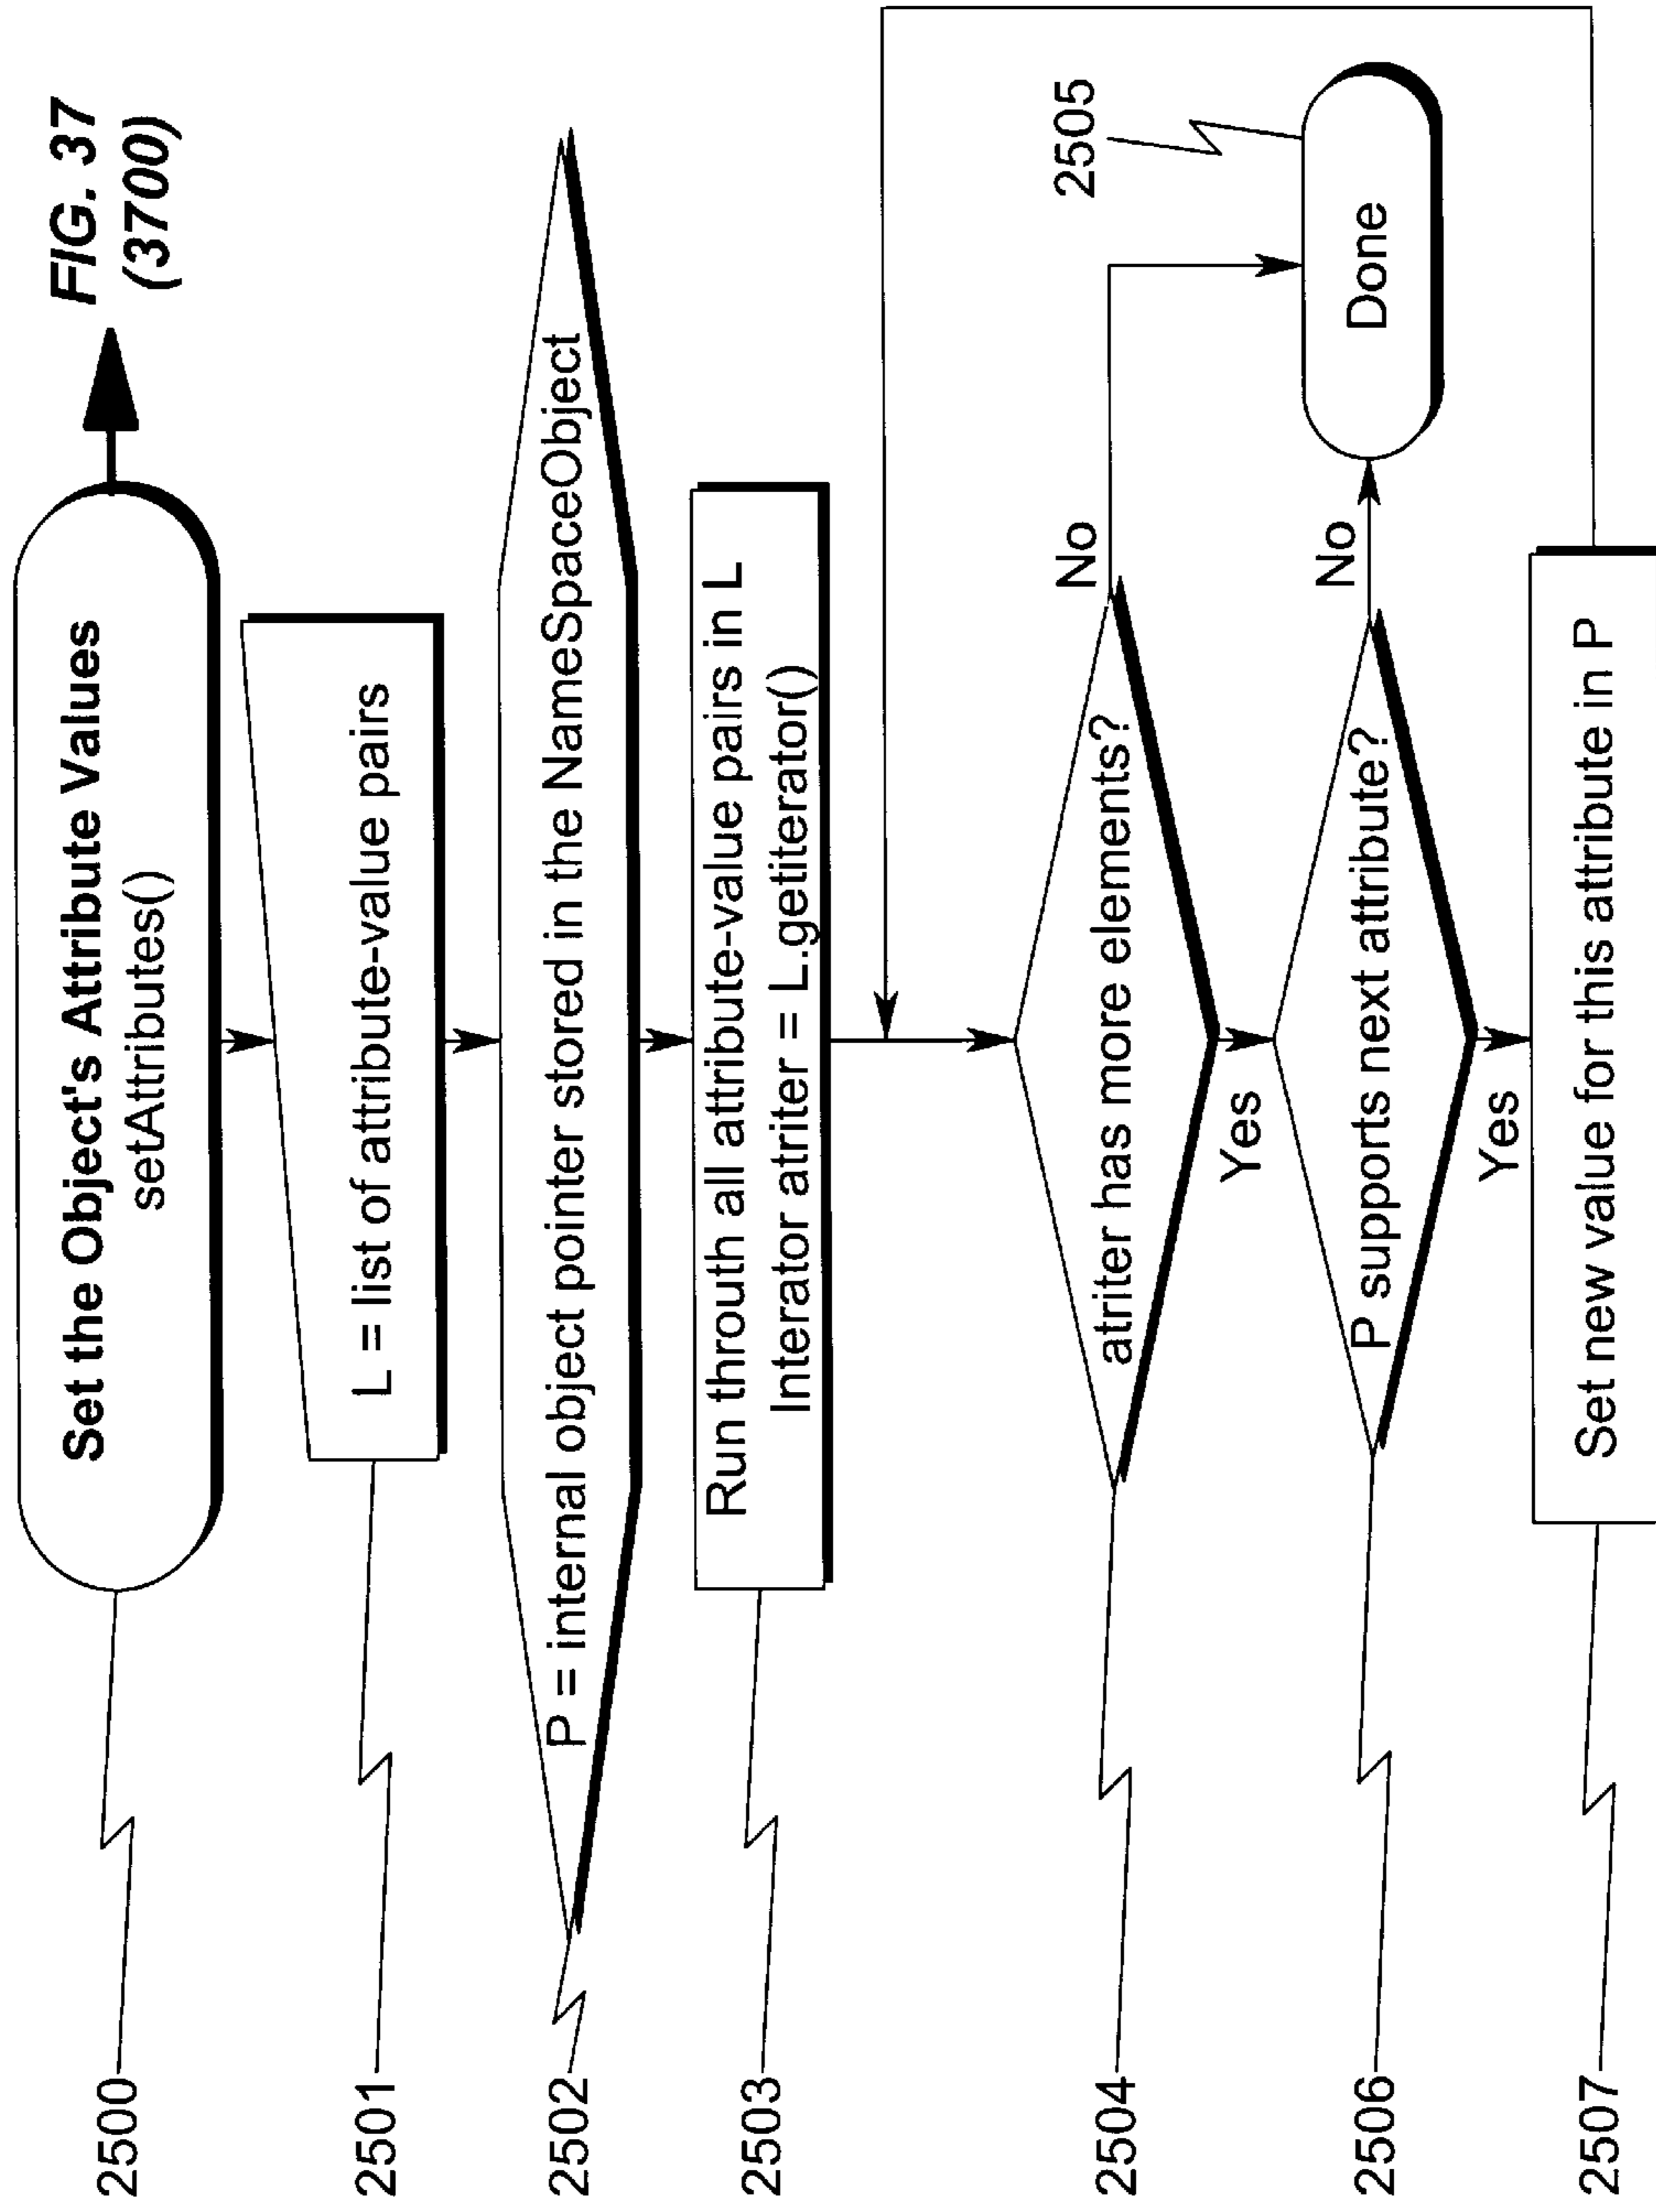 FIG. 37
(3700)
2500
Set the Object's Attribute Values
setAttributes()
2501
L = list of attribute-value pairs
2502
P = internal object pointer stored in the NameSpaceObject
2503
Run throuth all attribute-value pairs in L
Interator atriter = L.getiterator()
2504
atriter has more elements?
No
Yes
2505
Done
2506
P supports next attribute?
No
Yes
2507
Set new value for this attribute in P